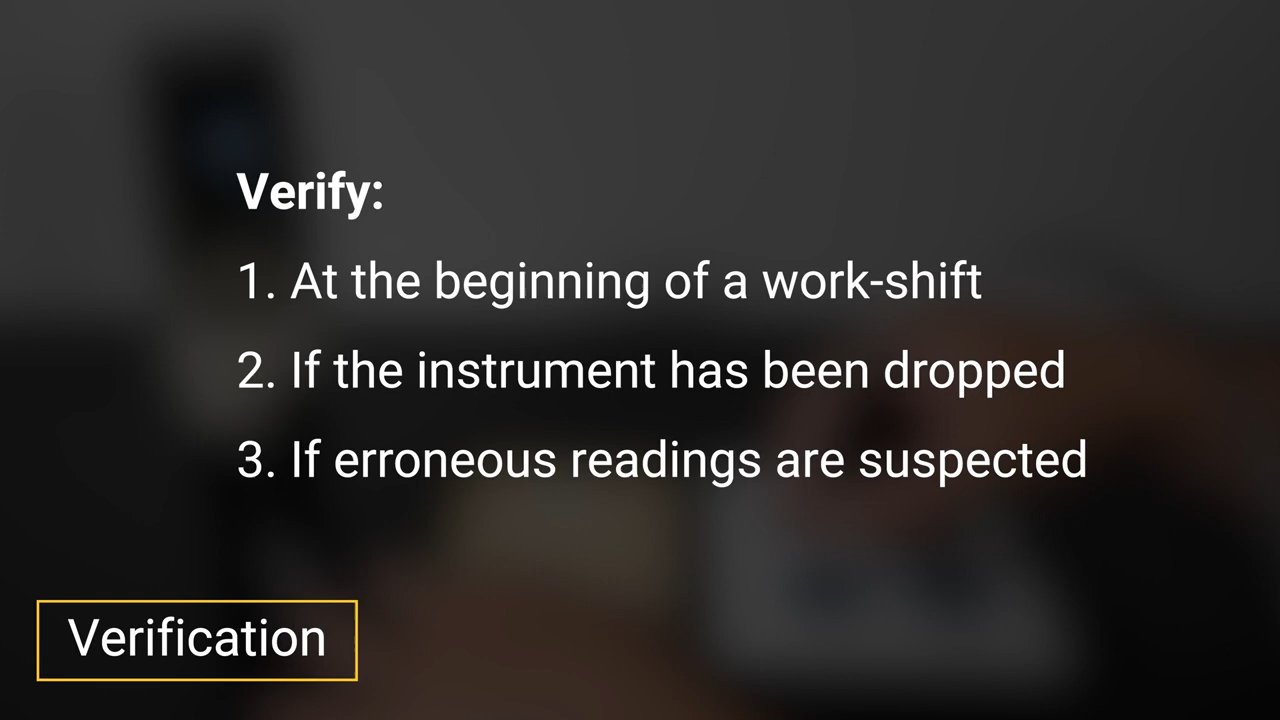 Verify:
1. At the beginning of a work-shift
2. If the instrument has been dropped
3. If erroneous readings are suspected
Verification